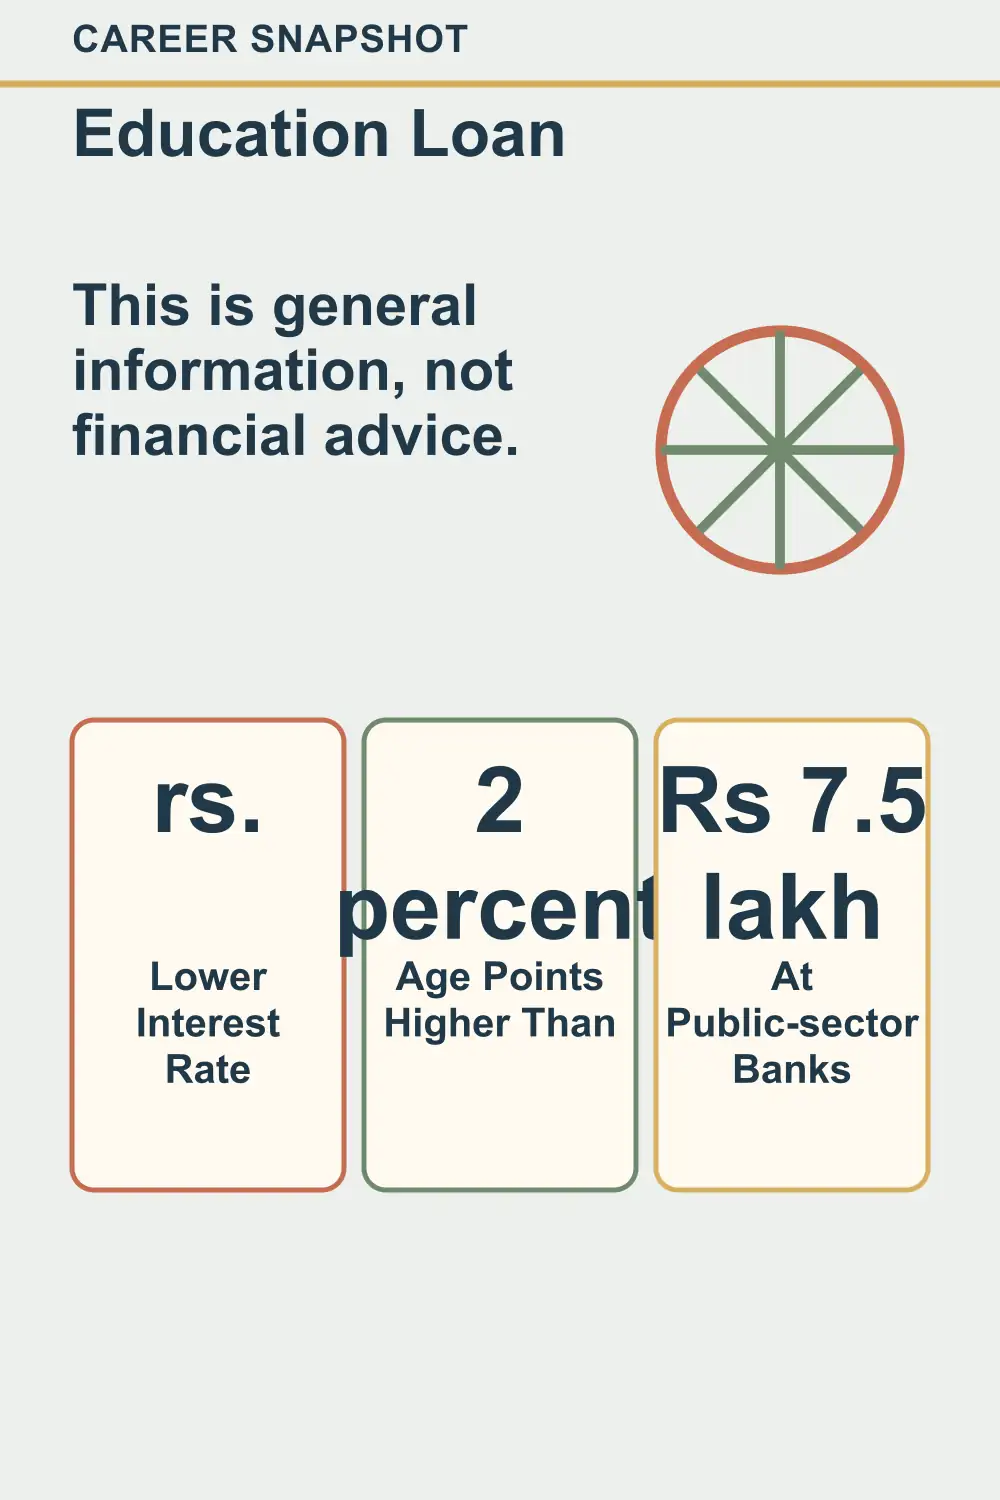 CAREER SNAPSHOT
Education Loan
This is general
information, not
financial advice.
rs.
Lower
Interest
Rate
2
percent
Age Points
Higher Than
Rs 7.5
lakh
At
Public-sector
Banks